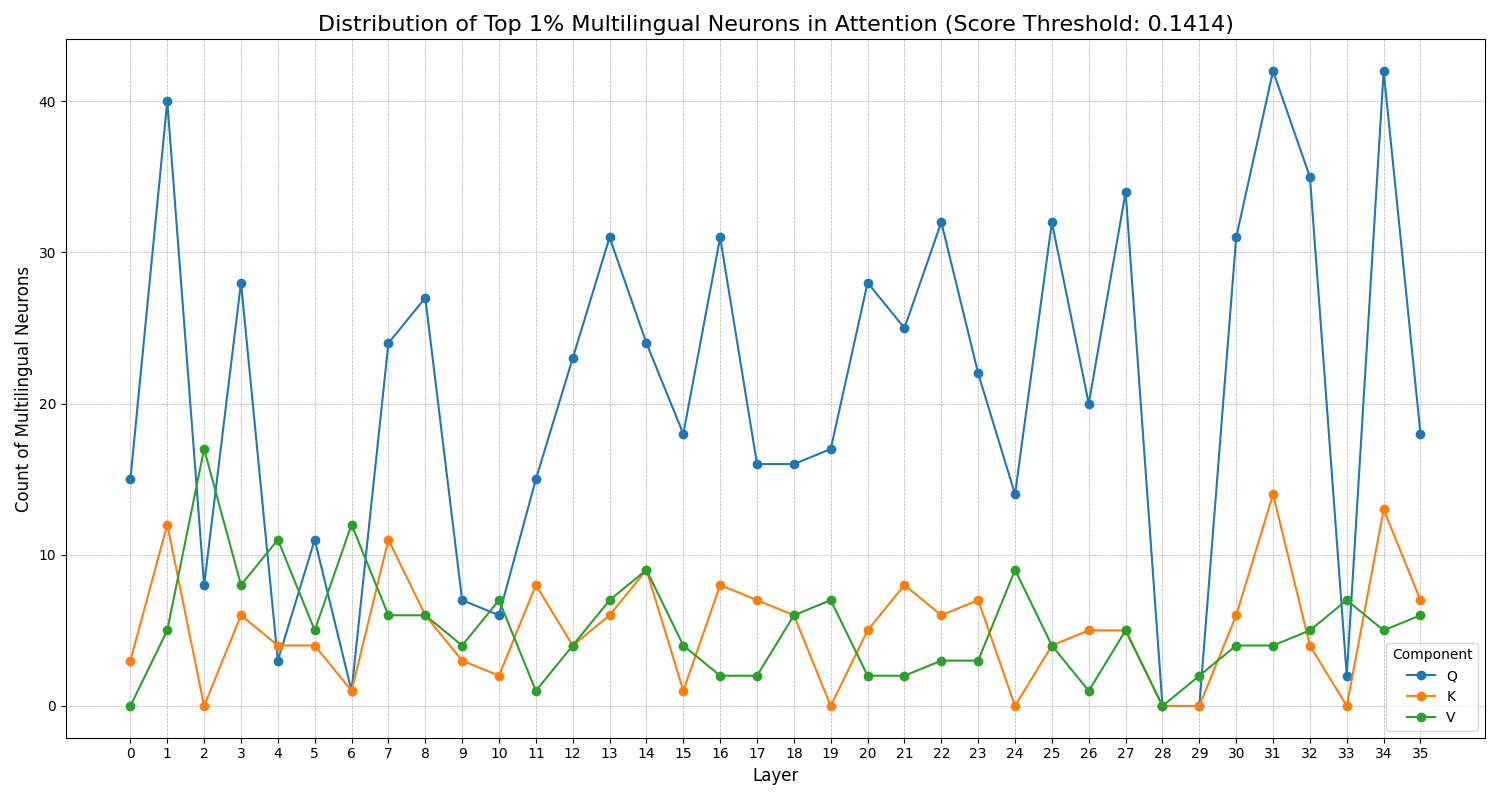 Distribution of Top 1% Multilingual Neurons in Attention (Score Threshold: 0.1414)
Count of Multilingual Neurons
40
30
20
10
0
Component
Q
K
V
0 1 2 3 4 5 6 7 8 9 10 11 12 13 14 15 16 17 18 19 20 21 22 23 24 25 26 27 28 29 30 31 32 33 34 35
Layer